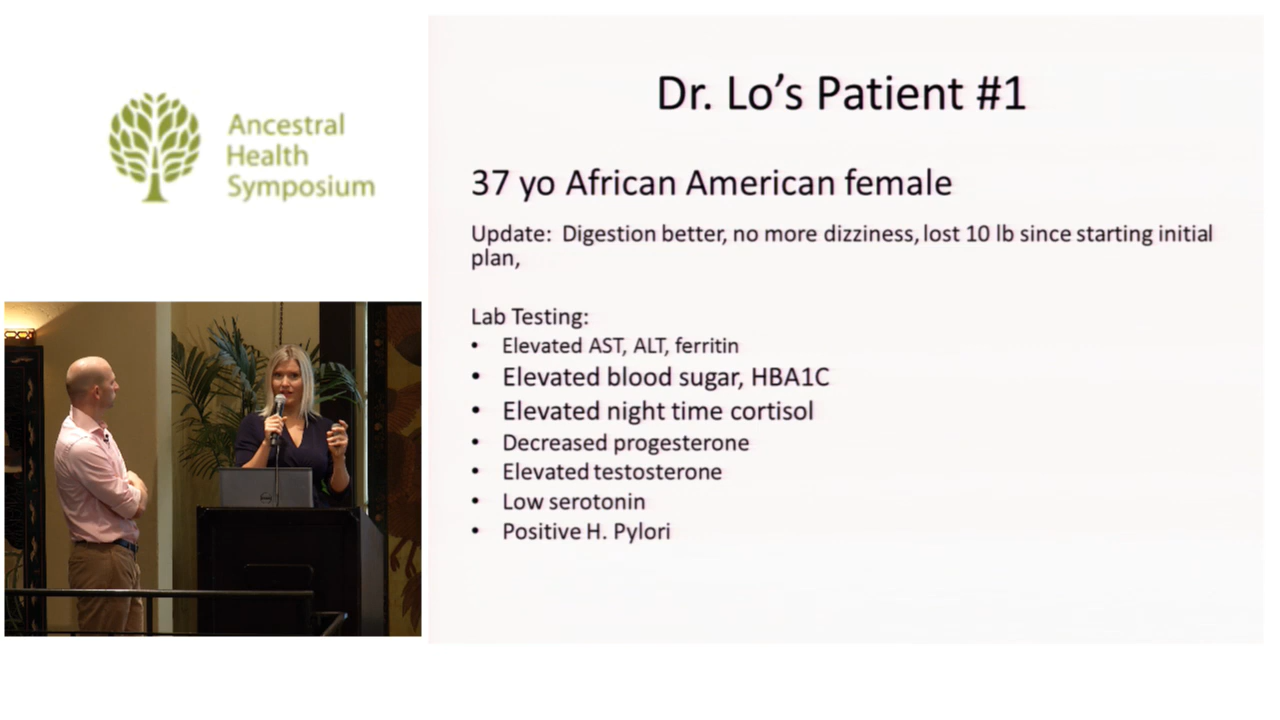 Ancestral
Health
Symposium
Dr. Lo's Patient #1
37 yo African American female
Update: Digestion better, no more dizziness, lost 10 lb since starting initial
plan,
Lab Testing:
• Elevated AST, ALT, ferritin
• Elevated blood sugar, HBA1C
• Elevated night time cortisol
• Decreased progesterone
• Elevated testosterone
• Low serotonin
• Positive H. Pylori